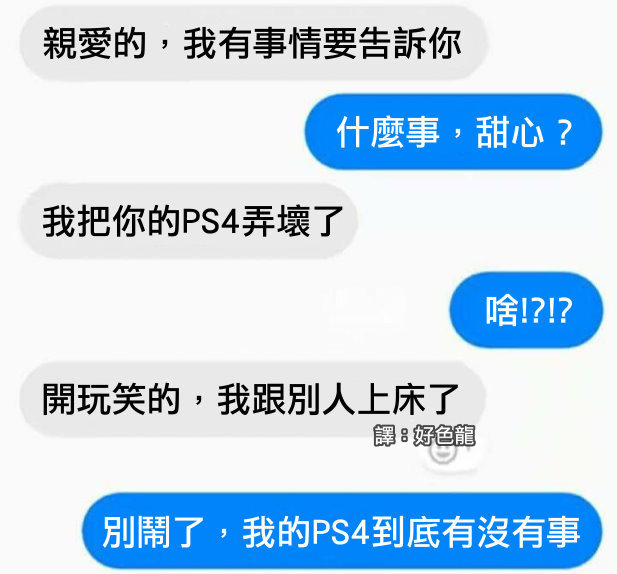 親愛的，我有事情要告訴你
什麼事，甜心？
我把你的PS4弄壞了
啥!?!?
開玩笑的，我跟別人上床了
譯：好色龍
別鬧了，我的PS4到底有沒有事